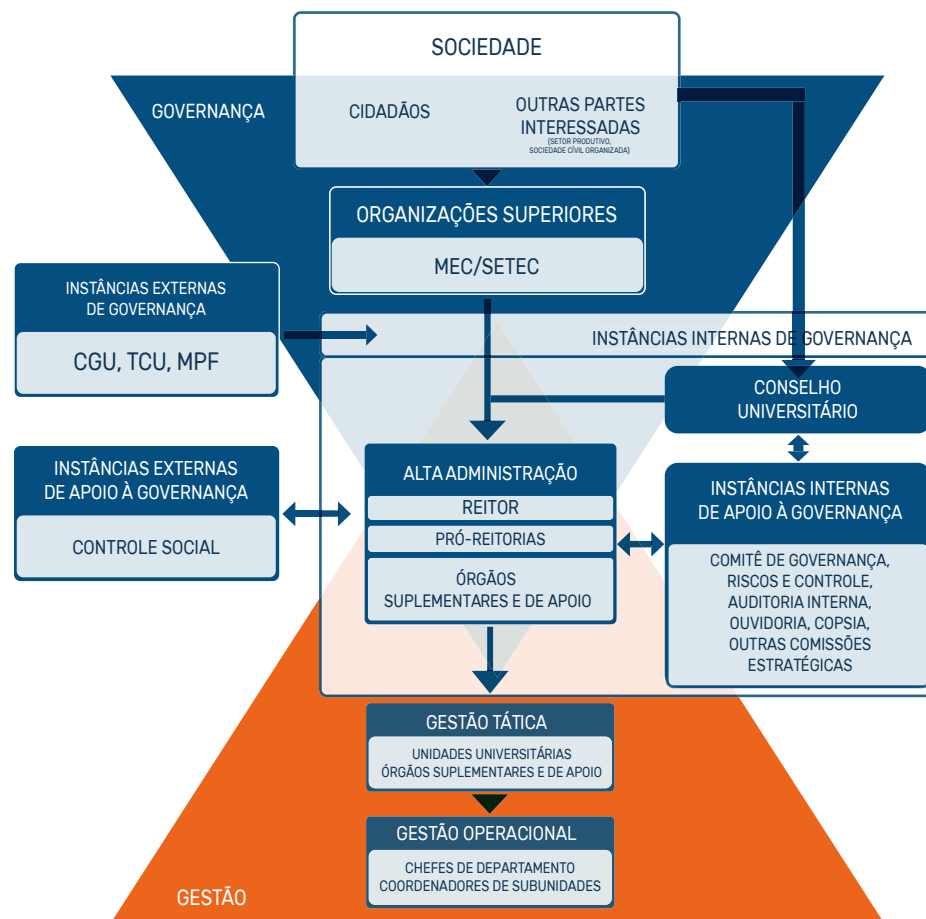 SOCIEDADE
GOVERNANÇA
CIDADÃOS
OUTRAS PARTES
INTERESSADAS
(SETOR PRODUTIVO,
SOCIEDADE CÍVIL ORGANIZADA)
ORGANIZAÇÕES SUPERIORES
MEC/SETEC
INSTÂNCIAS EXTERNAS
DE GOVERNANÇA
CGU, TCU, MPF
INSTÂNCIAS INTERNAS DE GOVERNANÇA
CONSELHO
UNIVERSITÁRIO
INSTÂNCIAS EXTERNAS
DE APOIO À GOVERNANÇA
CONTROLE SOCIAL
ALTA ADMINISTRAÇÃO
REITOR
PRÓ-REITORIAS
ÓRGÃOS
SUPLEMENTARES E DE APOIO
INSTÂNCIAS INTERNAS
DE APOIO À GOVERNANÇA
COMITÊ DE GOVERNANÇA,
RISCOS E CONTROLE,
AUDITORIA INTERNA,
OUVIDORIA, COPSIA,
OUTRAS COMISSÕES
ESTRATÉGICAS
GESTÃO TÁTICA
UNIDADES UNIVERSITÁRIAS
ÓRGÃOS SUPLEMENTARES E DE APOIO
GESTÃO OPERACIONAL
CHEFES DE DEPARTAMENTO
COORDENADORES DE SUBUNIDADES
GESTÃO